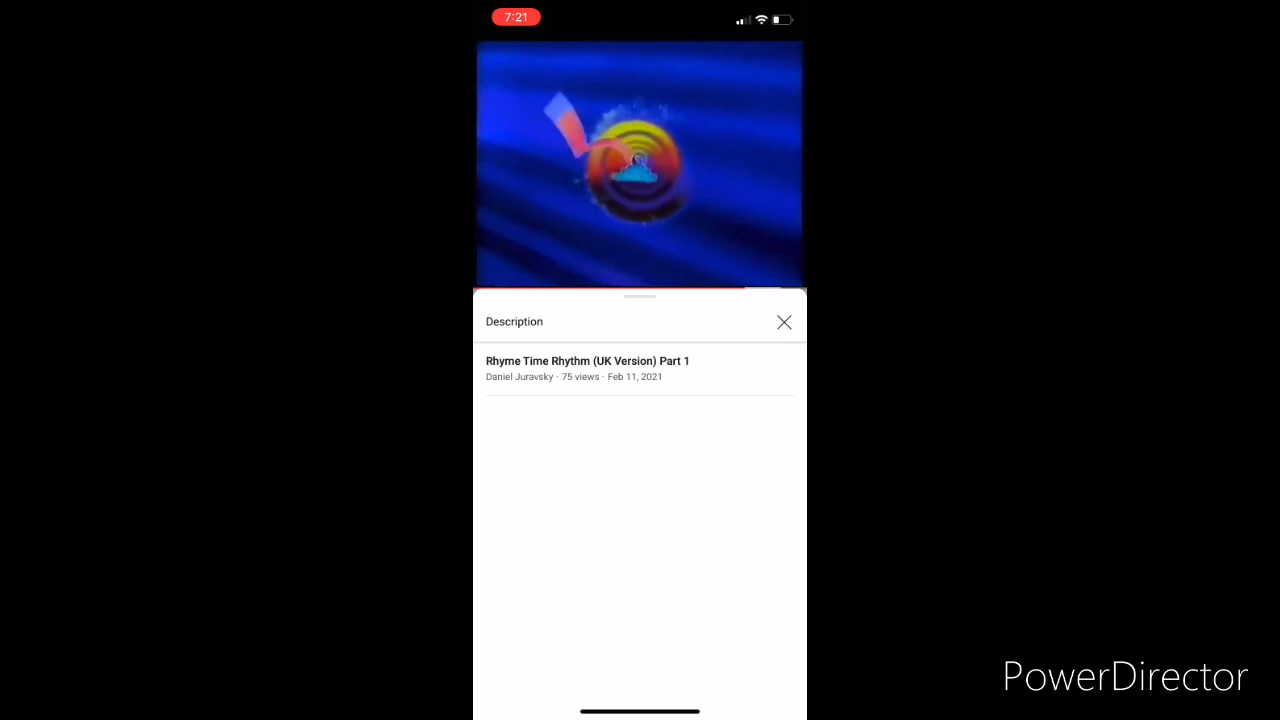 7:21
Description
Rhyme Time Rhythm (UK Version) Part 1
Daniel Juravsky · 75 views · Feb 11, 2021
PowerDirector